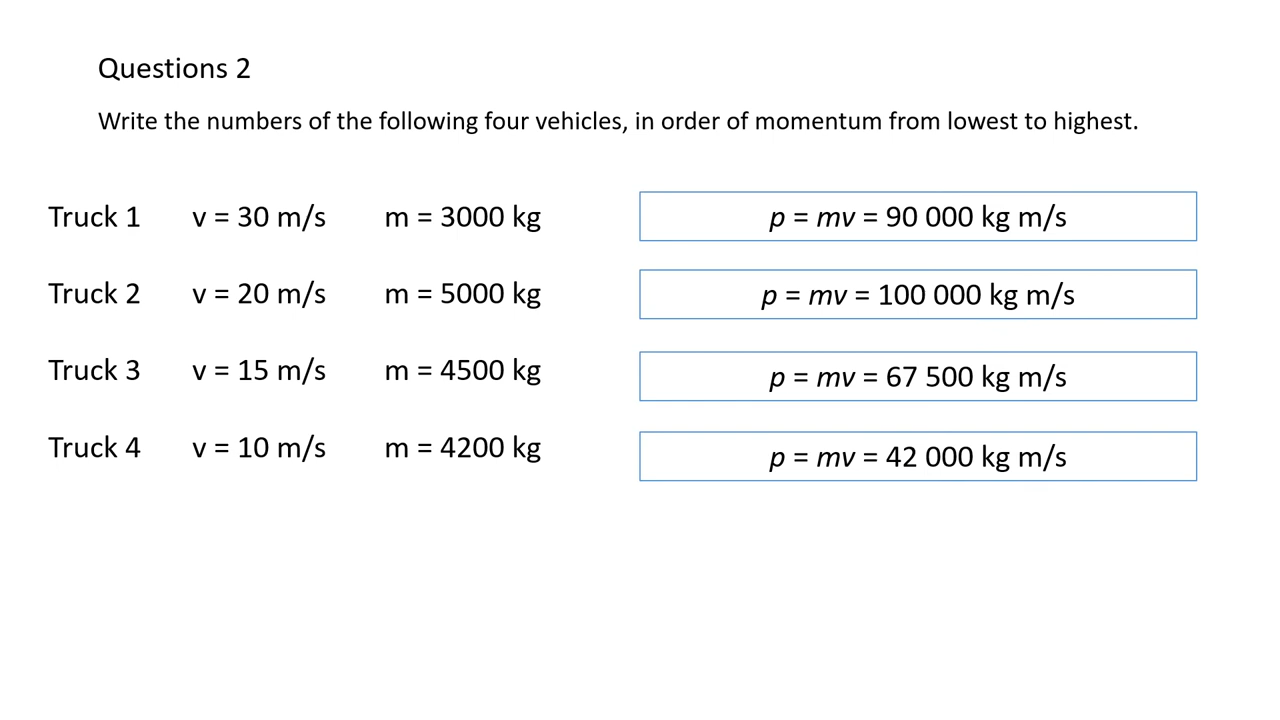 Questions 2
Write the numbers of the following four vehicles, in order of momentum from lowest to highest.
Truck 1 v = 30 m/s m = 3000 kg p = mv = 90 000 kg m/s
Truck 2 v = 20 m/s m = 5000 kg p = mv = 100 000 kg m/s
Truck 3 v = 15 m/s m = 4500 kg p = mv = 67 500 kg m/s
Truck 4 v = 10 m/s m = 4200 kg p = mv = 42 000 kg m/s